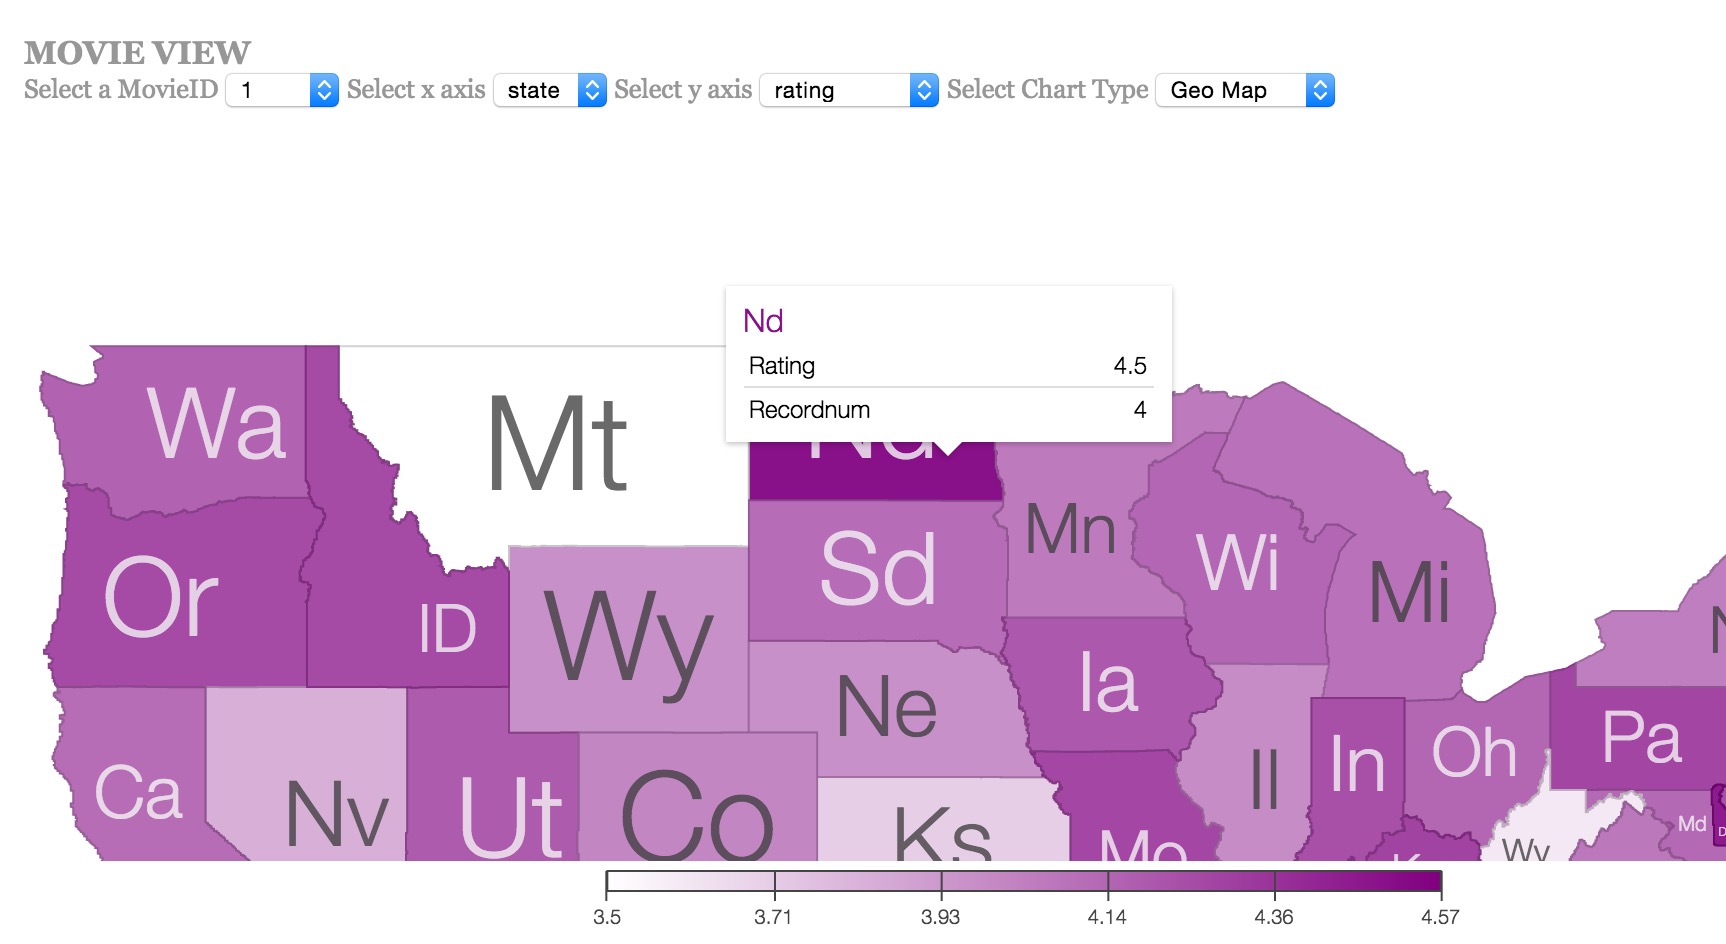 MOVIE VIEW
Select a MovieID 1 Select x axis state Select y axis rating Select Chart Type Geo Map
Nd
Rating 4.5
Recordnum 4
Wa
Mt
Nd
Mn
Sd
Wi
Or
Mi
ID
Wy
Ia
Ne
Pa
Oh
In
Il
Ca
Nv
Ut
Co
Ks
Mo
Md
Wv
3.5 3.71 3.93 4.14 4.36 4.57